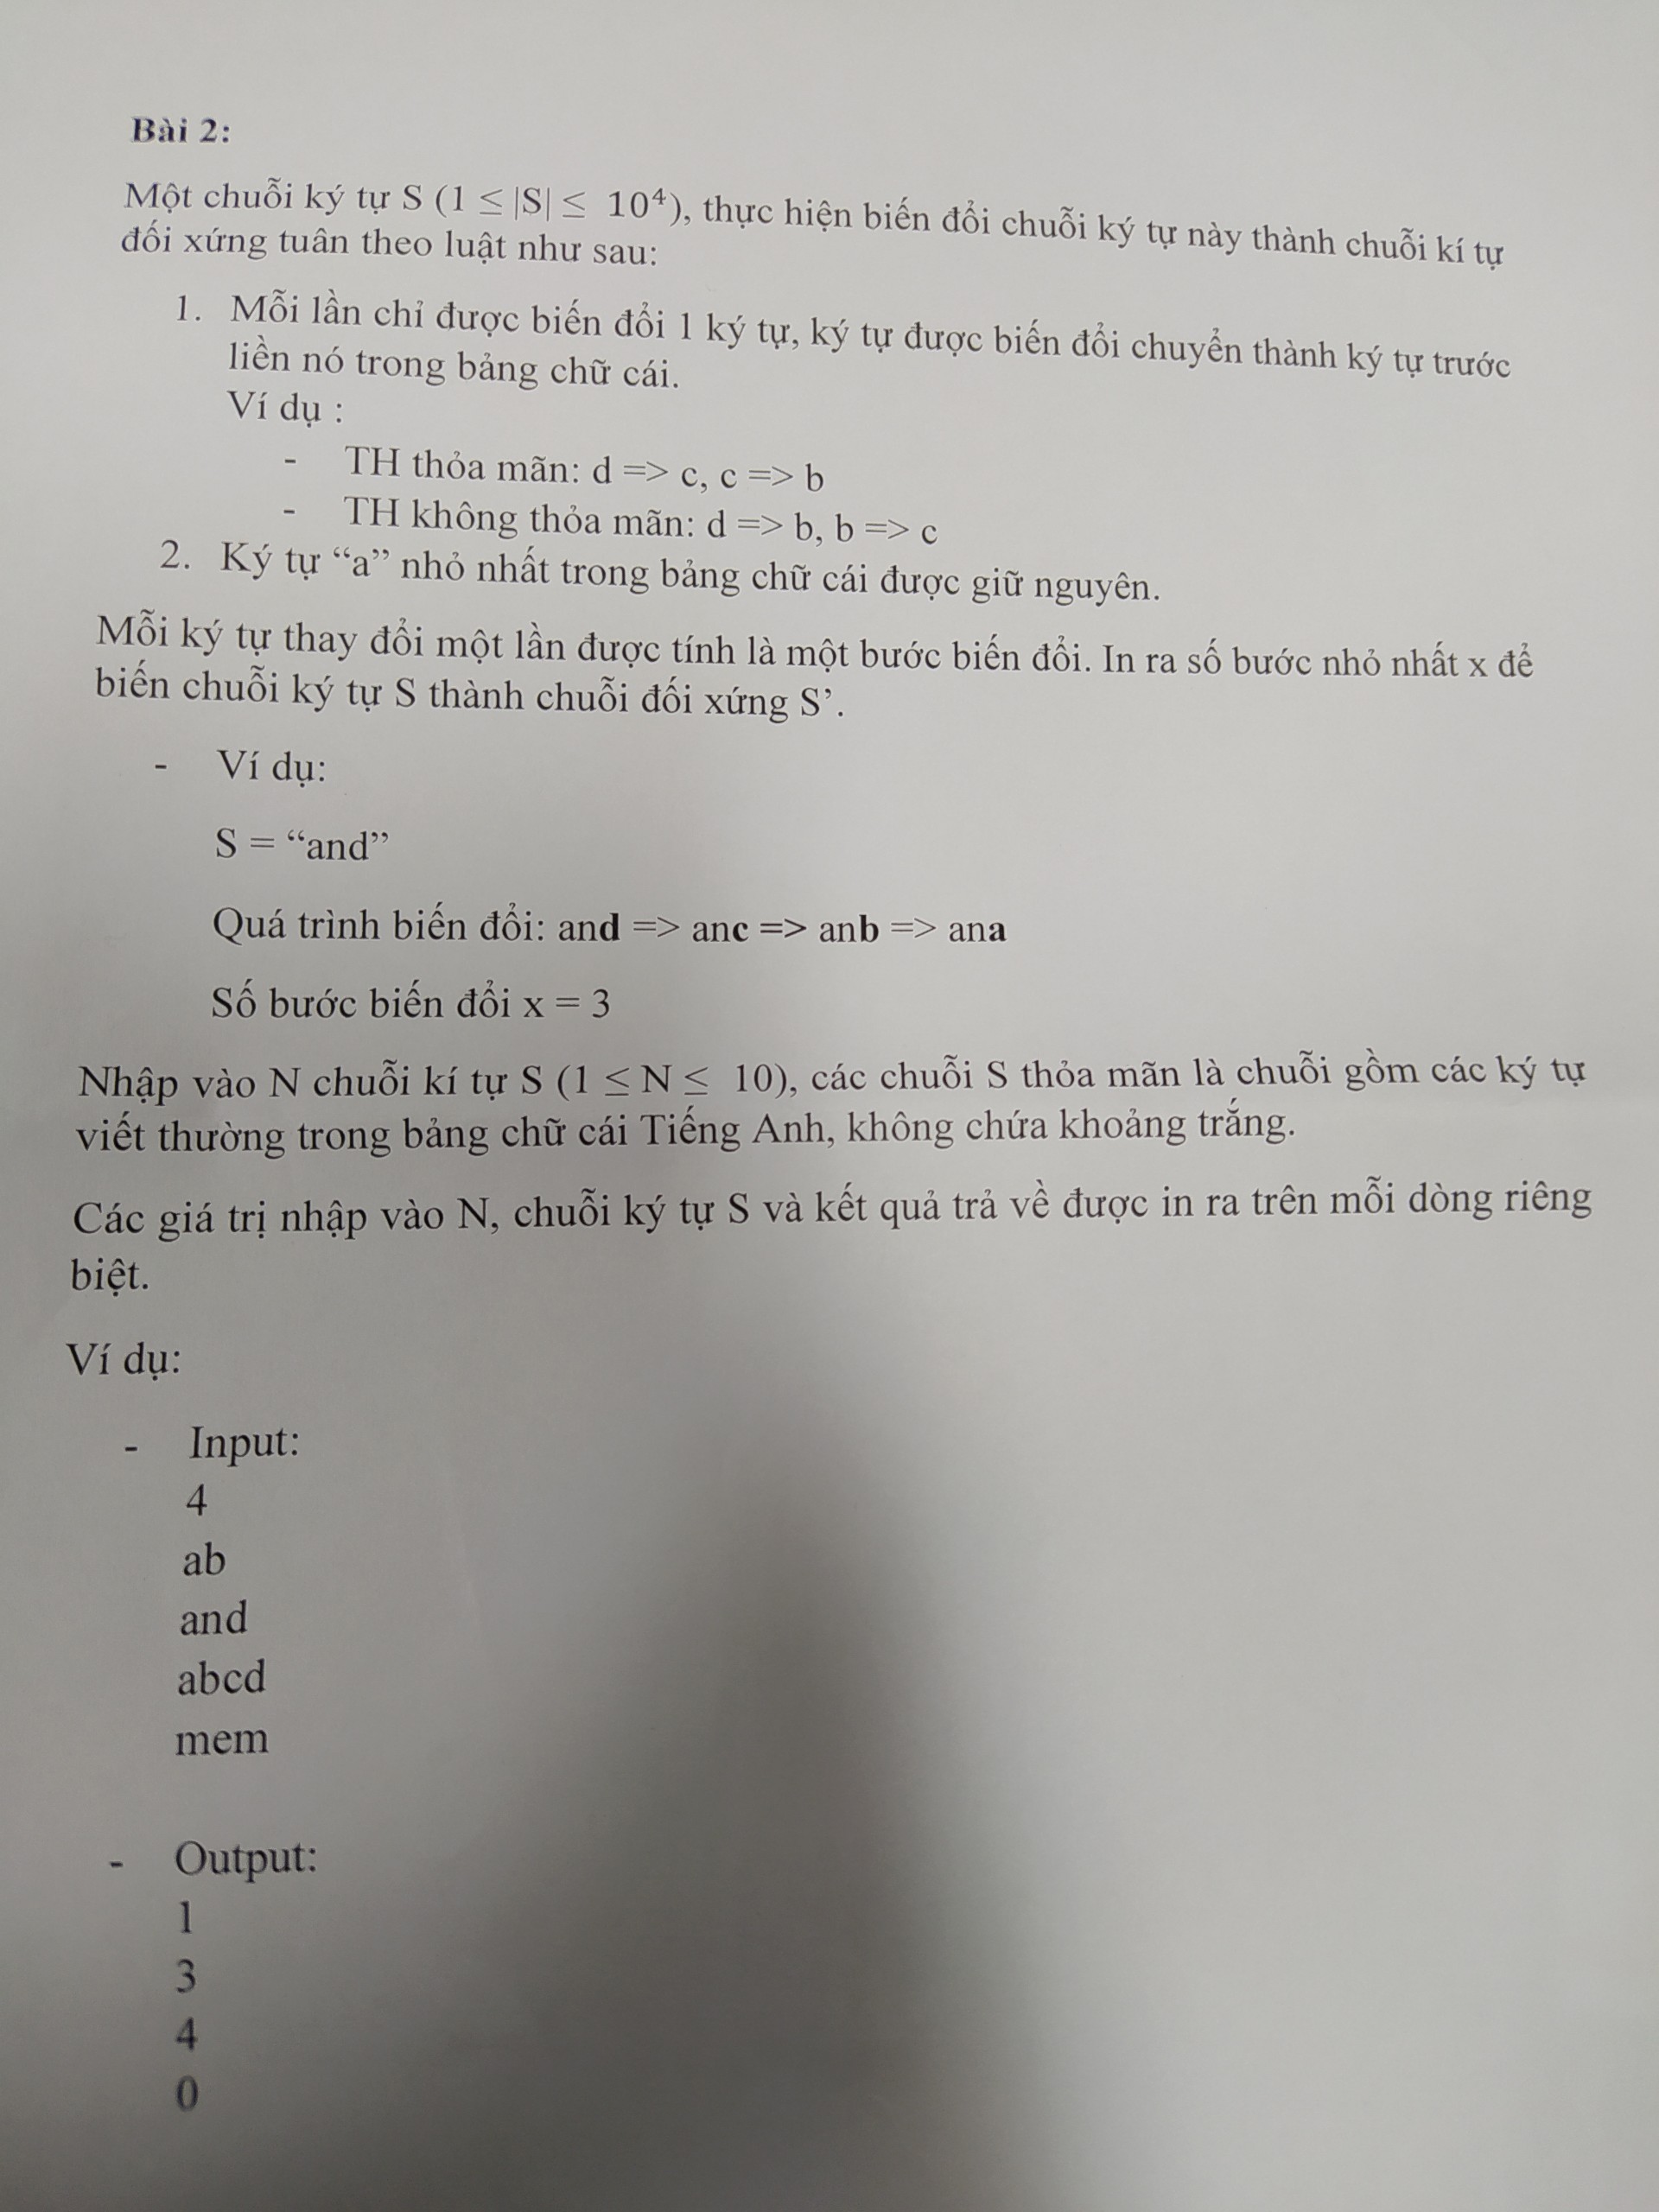 Bài 2:
Một chuỗi ký tự S (1 ≤ |S| ≤ 10⁴), thực hiện biến đổi chuỗi ký tự này thành chuỗi kí tự
đối xứng tuân theo luật như sau:
1. Mỗi lần chỉ được biến đổi 1 ký tự, ký tự được biến đổi chuyển thành ký tự trước
liền nó trong bảng chữ cái.
Ví dụ :
- TH thỏa mãn: d => c, c => b
- TH không thỏa mãn: d => b, b => c
2. Ký tự “a” nhỏ nhất trong bảng chữ cái được giữ nguyên.
Mỗi ký tự thay đổi một lần được tính là một bước biến đổi. In ra số bước nhỏ nhất x để
biến chuỗi ký tự S thành chuỗi đối xứng S’.
- Ví dụ:
S = “and”
Quá trình biến đổi: and => anc => anb => ana
Số bước biến đổi x = 3
Nhập vào N chuỗi kí tự S (1 ≤ N ≤ 10), các chuỗi S thỏa mãn là chuỗi gồm các ký tự
viết thường trong bảng chữ cái Tiếng Anh, không chứa khoảng trắng.
Các giá trị nhập vào N, chuỗi ký tự S và kết quả trả về được in ra trên mỗi dòng riêng
biệt.
Ví dụ:
- Input:
4
ab
and
abcd
mem
- Output:
1
3
4
0